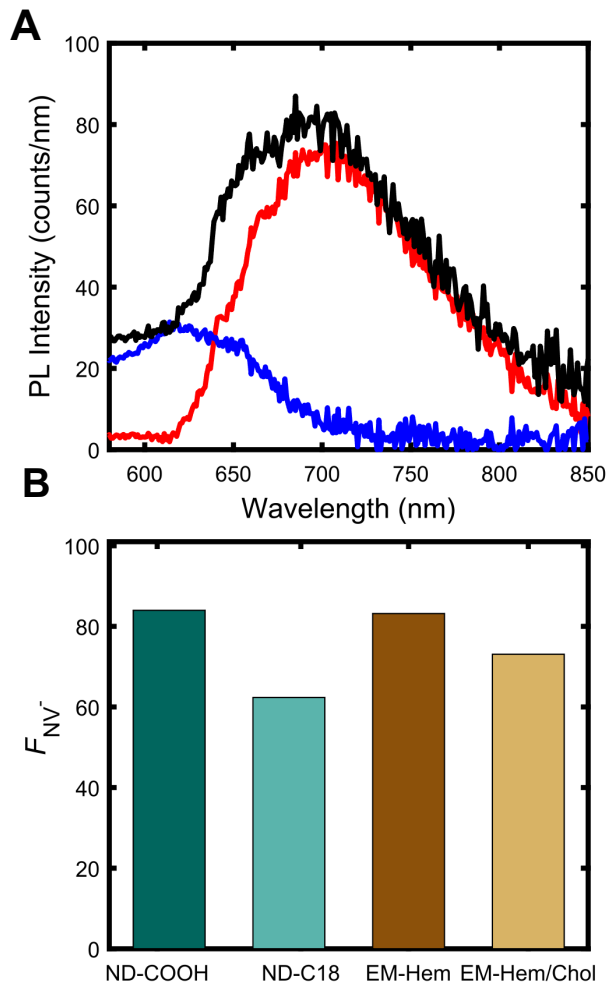 A
PL Intensity (counts/nm)
100
80
60
40
20
0
600 650 700 750 800 850
Wavelength (nm)
B
F NV-
100
80
60
40
20
0
ND-COOH ND-C18 EM-Hem EM-Hem/Chol